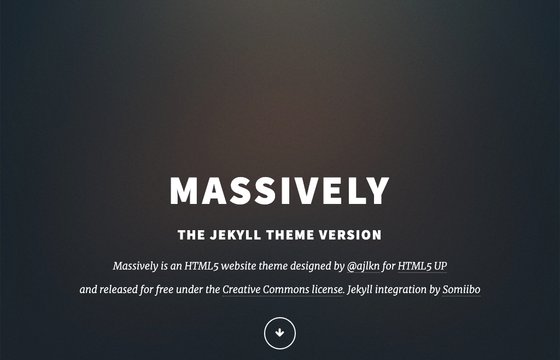 MASSIVELY
THE JEKYLL THEME VERSION
Massively is an HTML5 website theme designed by @ajlkn for HTML5 UP
and released for free under the Creative Commons license. Jekyll integration by Somiibo